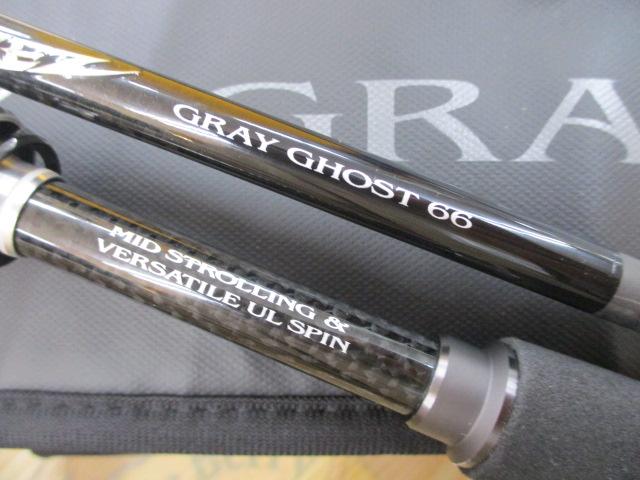 GRA
GRAY GHOST 66
MID STROLLING &
VERSATILE UL SPIN